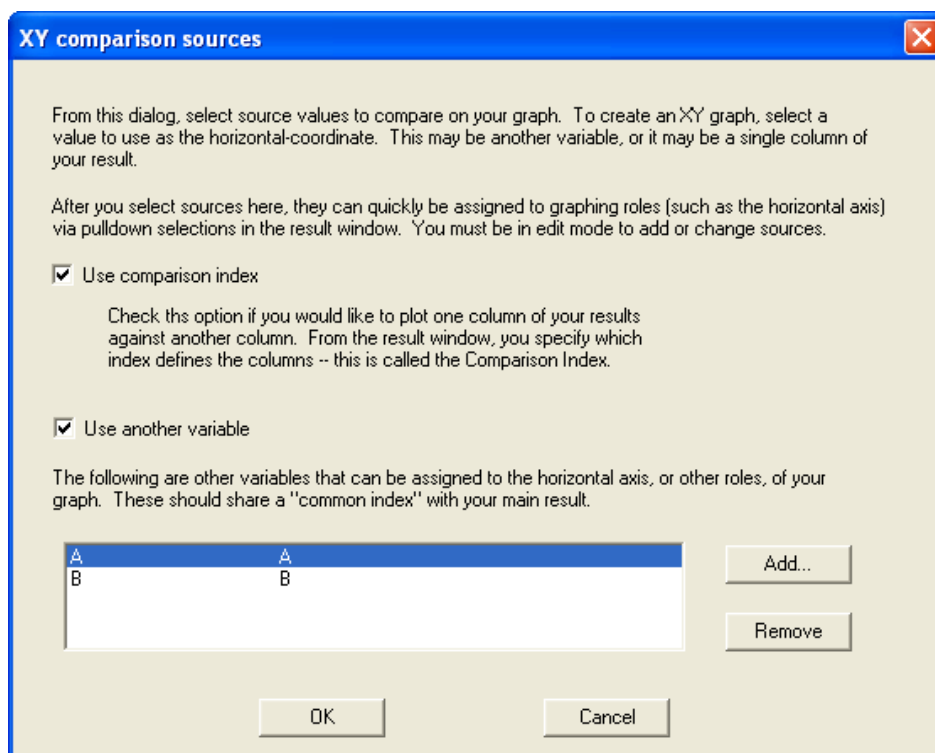 XY comparison sources
From this dialog, select source values to compare on your graph.  To create an XY graph, select a
value to use as the horizontal-coordinate.  This may be another variable, or it may be a single column of
your result.
After you select sources here, they can quickly be assigned to graphing roles (such as the horizontal axis)
via pulldown selections in the result window.  You must be in edit mode to add or change sources.
Use comparison index
Check ths option if you would like to plot one column of your results
against another column.  From the result window, you specify which
index defines the columns -- this is called the Comparison Index.
Use another variable
The following are other variables that can be assigned to the horizontal axis, or other roles, of your
graph.  These should share a "common index" with your main result.
A A
B B
Add...
Remove
OK Cancel